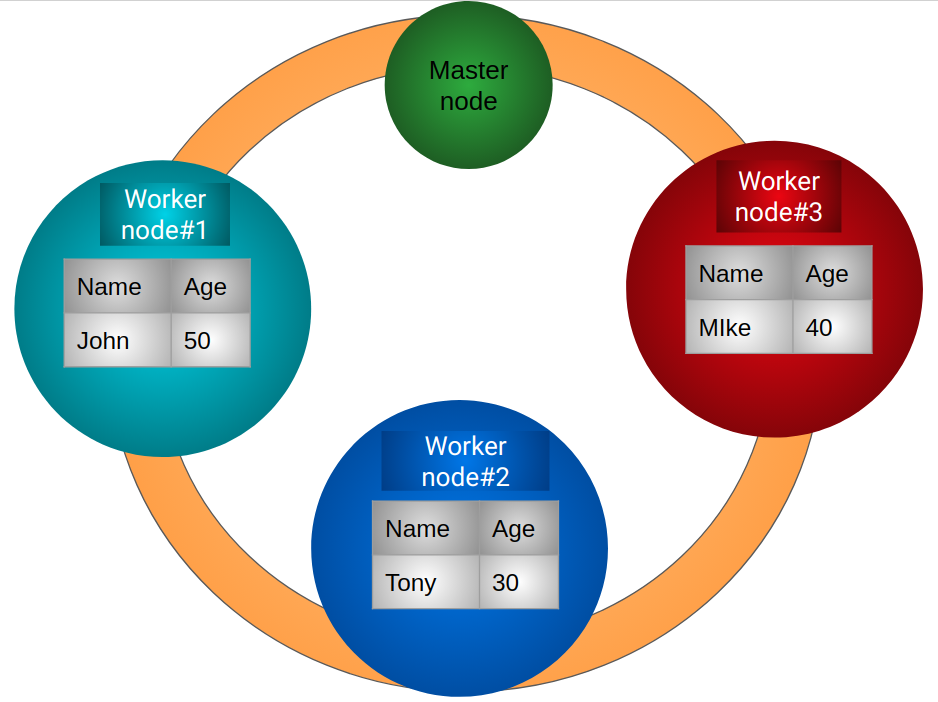 Master
node
Worker
node#1
Name Age
John 50
Worker
node#3
Name Age
MIke 40
Worker
node#2
Name Age
Tony 30